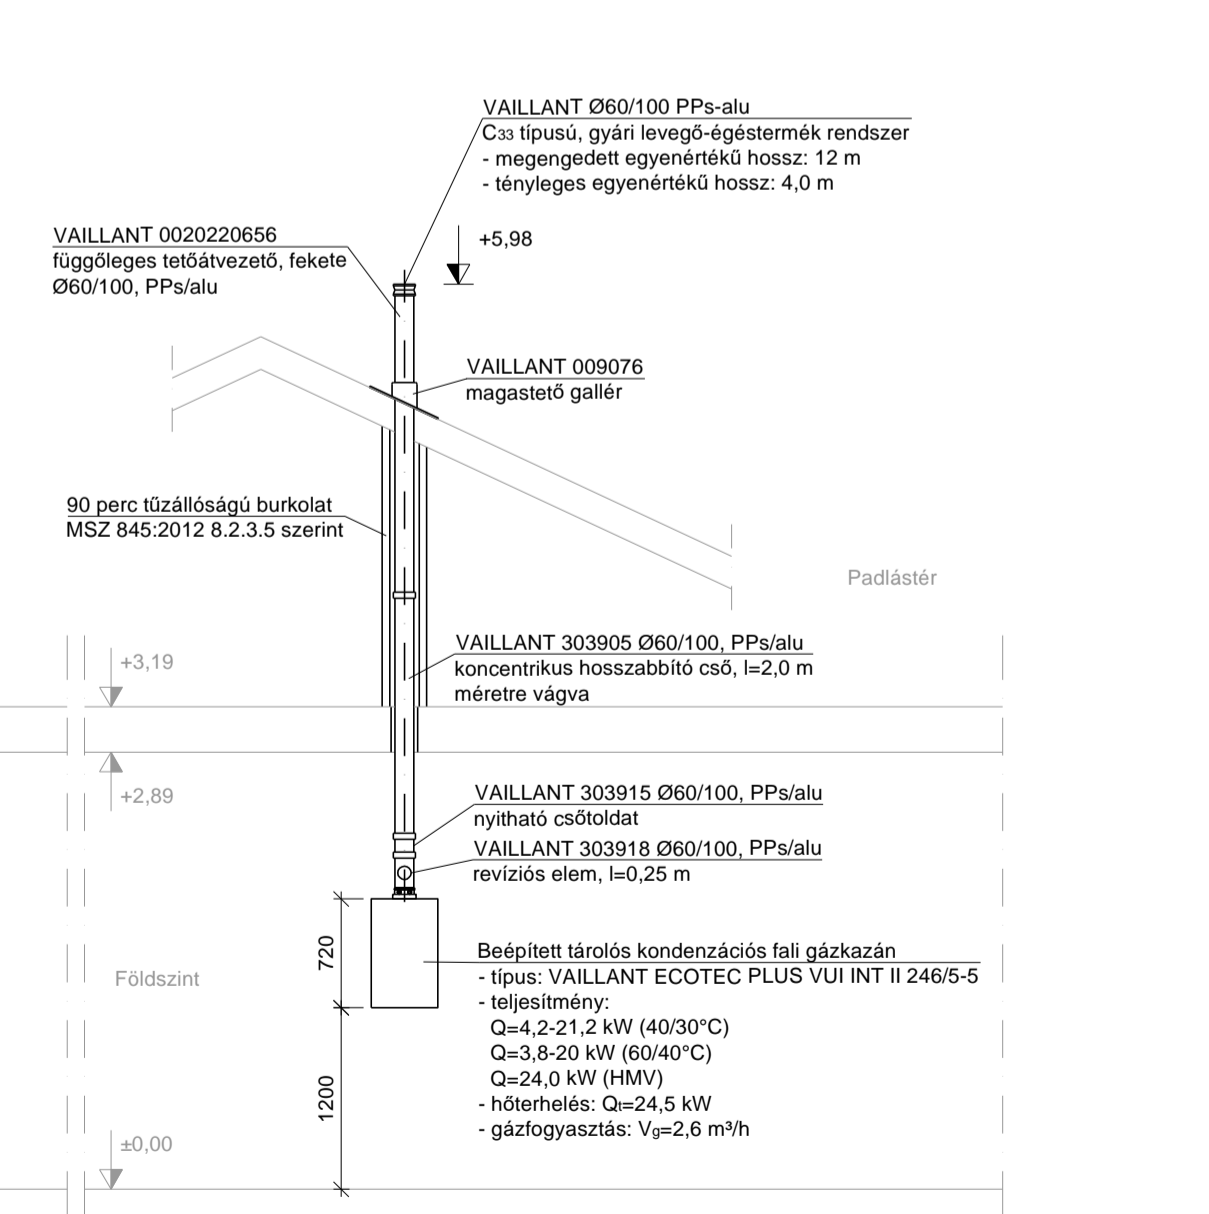 VAILLANT Ø60/100 PPs-alu
C33 típusú, gyári levegő-égéstermék rendszer
- megengedett egyenértékű hossz: 12 m
- tényleges egyenértékű hossz: 4,0 m
+5,98
VAILLANT 0020220656
függőleges tetőátvezető, fekete
Ø60/100, PPs/alu
VAILLANT 009076
magastető gallér
90 perc tűzállóságú burkolat
MSZ 845:2012 8.2.3.5 szerint
Padlástér
VAILLANT 303905 Ø60/100, PPs/alu
koncentrikus hosszabbító cső, l=2,0 m
méretre vágva
+3,19
+2,89
VAILLANT 303915 Ø60/100, PPs/alu
nyitható csőtoldat
VAILLANT 303918 Ø60/100, PPs/alu
revíziós elem, l=0,25 m
720
Földszint
Beépített tárolós kondenzációs fali gázkazán
- típus: VAILLANT ECOTEC PLUS VUI INT II 246/5-5
- teljesítmény:
Q=4,2-21,2 kW (40/30°C)
Q=3,8-20 kW (60/40°C)
Q=24,0 kW (HMV)
- hőterhelés: Qt=24,5 kW
- gázfogyasztás: Vg=2,6 m³/h
1200
±0,00